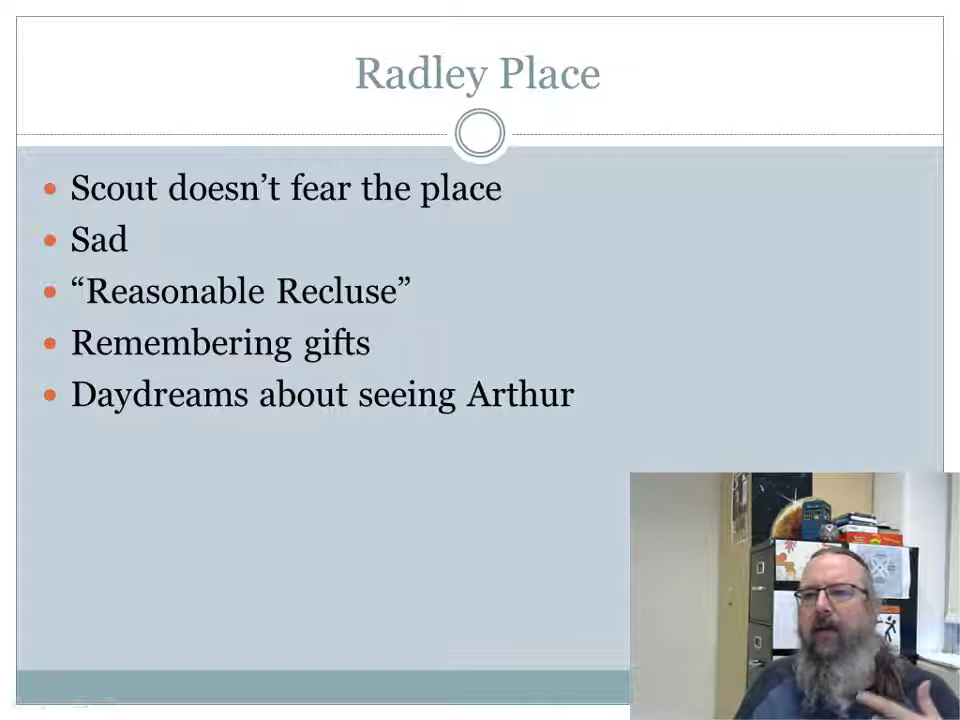 Radley Place
Scout doesn’t fear the place
Sad
“Reasonable Recluse”
Remembering gifts
Daydreams about seeing Arthur